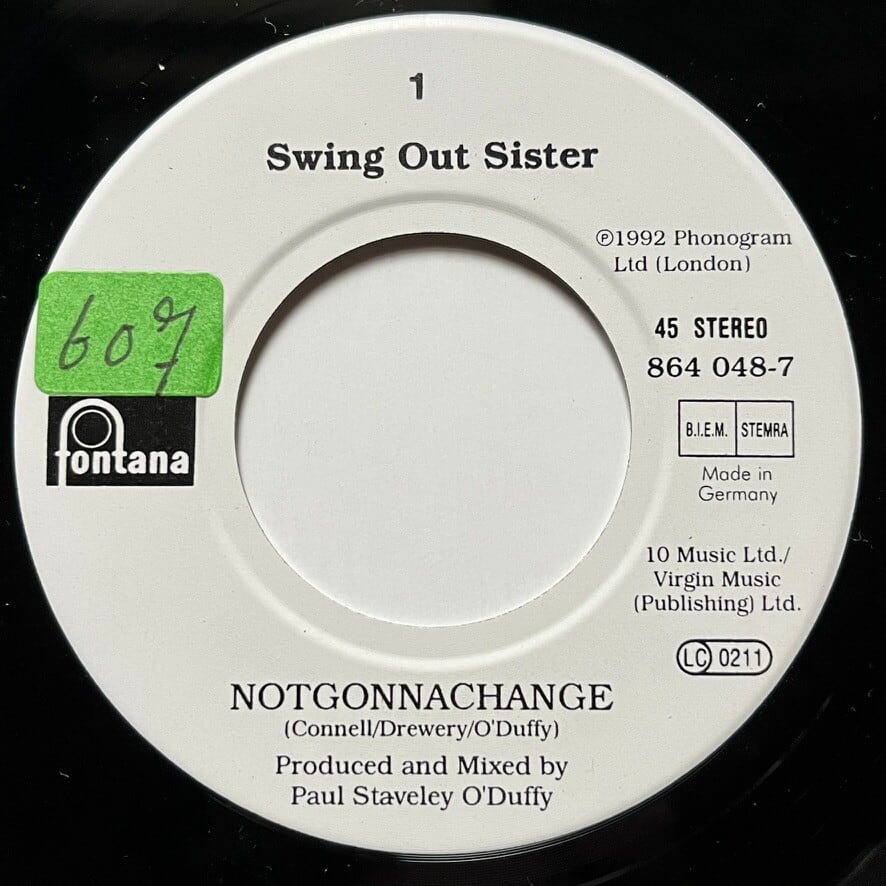 1
Swing Out Sister
℗1992 Phonogram
Ltd (London)
607
45 STEREO
864 048-7
fontana
B.I.E.M. STEMRA
Made in
Germany
10 Music Ltd./
Virgin Music
(Publishing) Ltd.
LC 0211
NOTGONNACHANGE
(Connell/Drewery/O'Duffy)
Produced and Mixed by
Paul Staveley O'Duffy